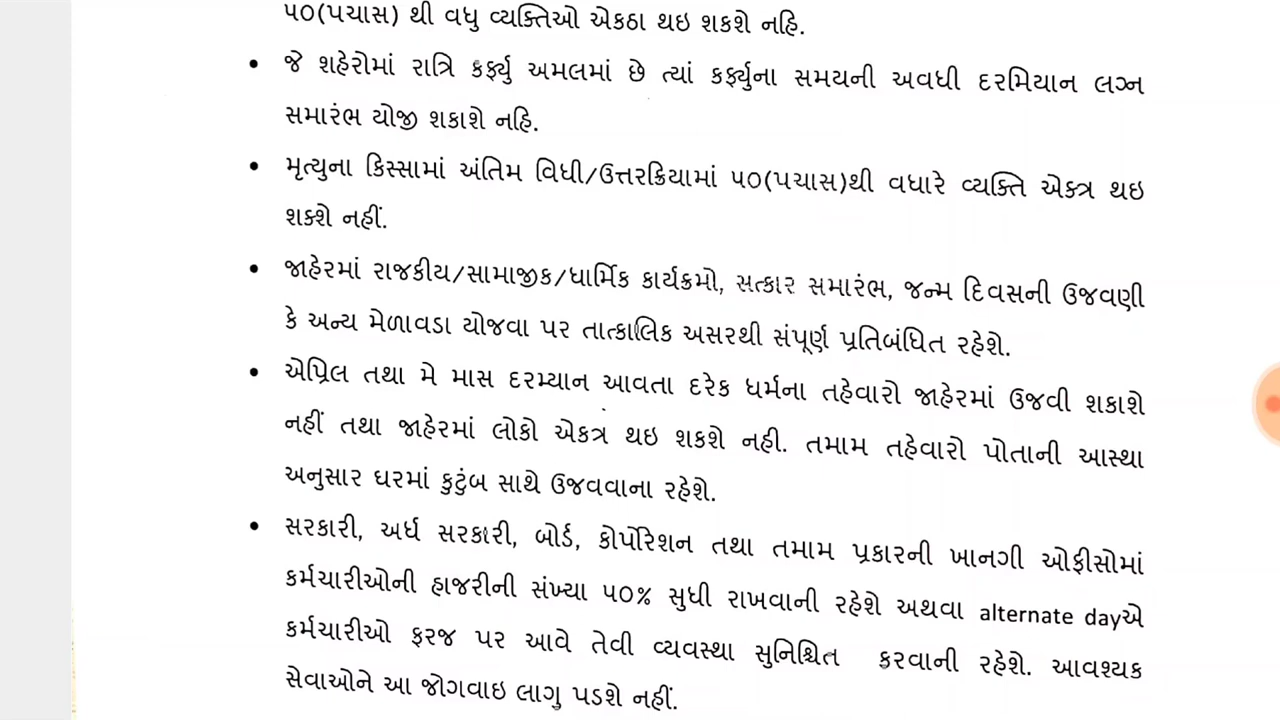 ૫૦(પચાસ) થી વધુ વ્યક્તિઓ એકઠા થઇ શકશે નહિ.
• જે શહેરોમાં રાત્રિ કર્ફ્યુ અમલમાં છે ત્યાં કર્ફ્યુના સમયની અવધી દરમિયાન લગ્ન
સમારંભ યોજી શકાશે નહિ.
• મૃત્યુના કિસ્સામાં અંતિમ વિધી/ઉત્તરક્રિયામાં ૫૦(પચાસ)થી વધારે વ્યક્તિ એકત્ર થઇ
શકશે નહીં.
• જાહેરમાં રાજકીય/સામાજીક/ધાર્મિક કાર્યક્રમો, સત્કાર સમારંભ, જન્મ દિવસની ઉજવણી
કે અન્ય મેળાવડા યોજવા પર તાત્કાલિક અસરથી સંપૂર્ણ પ્રતિબંધિત રહેશે.
• એપ્રિલ તથા મે માસ દરમ્યાન આવતા દરેક ધર્મના તહેવારો જાહેરમાં ઉજવી શકાશે
નહીં તથા જાહેરમાં લોકો એકત્ર થઇ શકશે નહી. તમામ તહેવારો પોતાની આસ્થા
અનુસાર ઘરમાં કુટુંબ સાથે ઉજવવાના રહેશે.
• સરકારી, અર્ધ સરકારી, બોર્ડ, કોર્પોરેશન તથા તમામ પ્રકારની ખાનગી ઓફીસોમાં
કર્મચારીઓની હાજરીની સંખ્યા ૫૦% સુધી રાખવાની રહેશે અથવા alternate dayએ
કર્મચારીઓ ફરજ પર આવે તેવી વ્યવસ્થા સુનિશ્ચિત કરવાની રહેશે. આવશ્યક
સેવાઓને આ જોગવાઇ લાગુ પડશે નહીં.